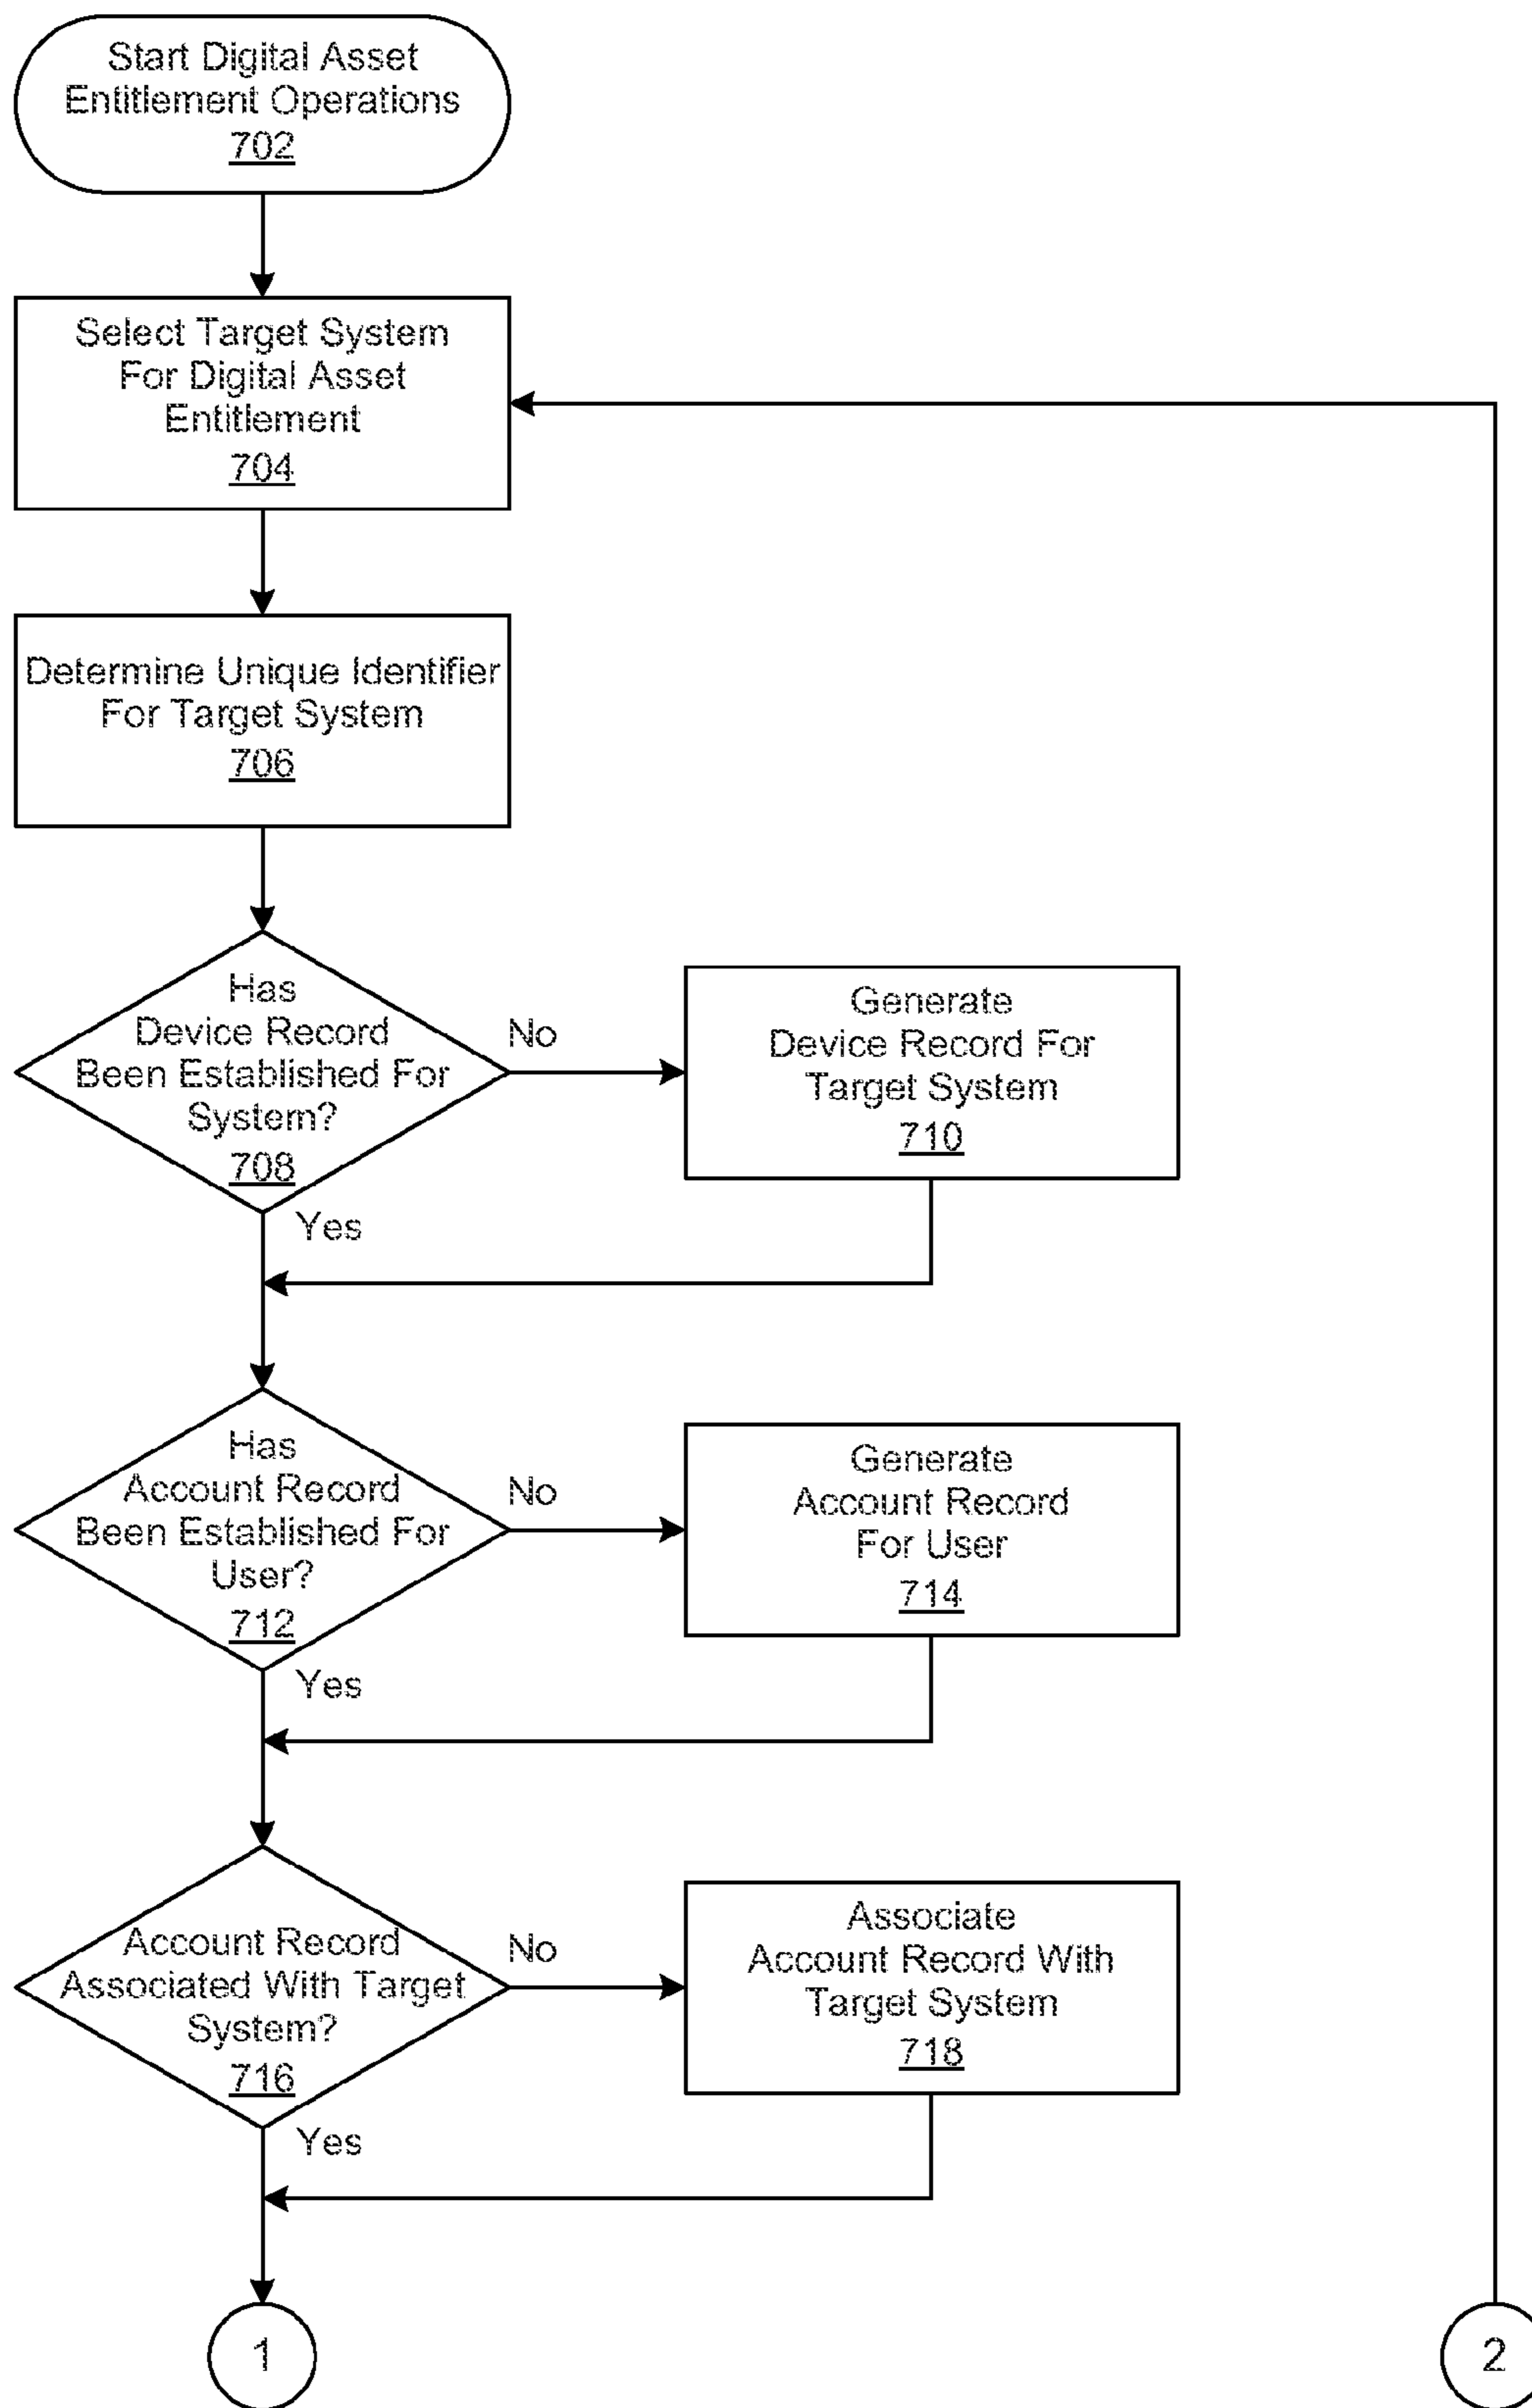 Start Digital Asset
Entitlement Operations
702
Select Target System
For Digital Asset
Entitlement
704
Determine Unique Identifier
For Target System
706
Has
Device Record
Been Established For
System?
708
No
Generate
Device Record For
Target System
710
Yes
Has
Account Record
Been Established For
User?
712
No
Generate
Account Record
For User
714
Yes
Account Record
Associated With Target
System?
716
No
Associate
Account Record With
Target System
718
Yes
1
2